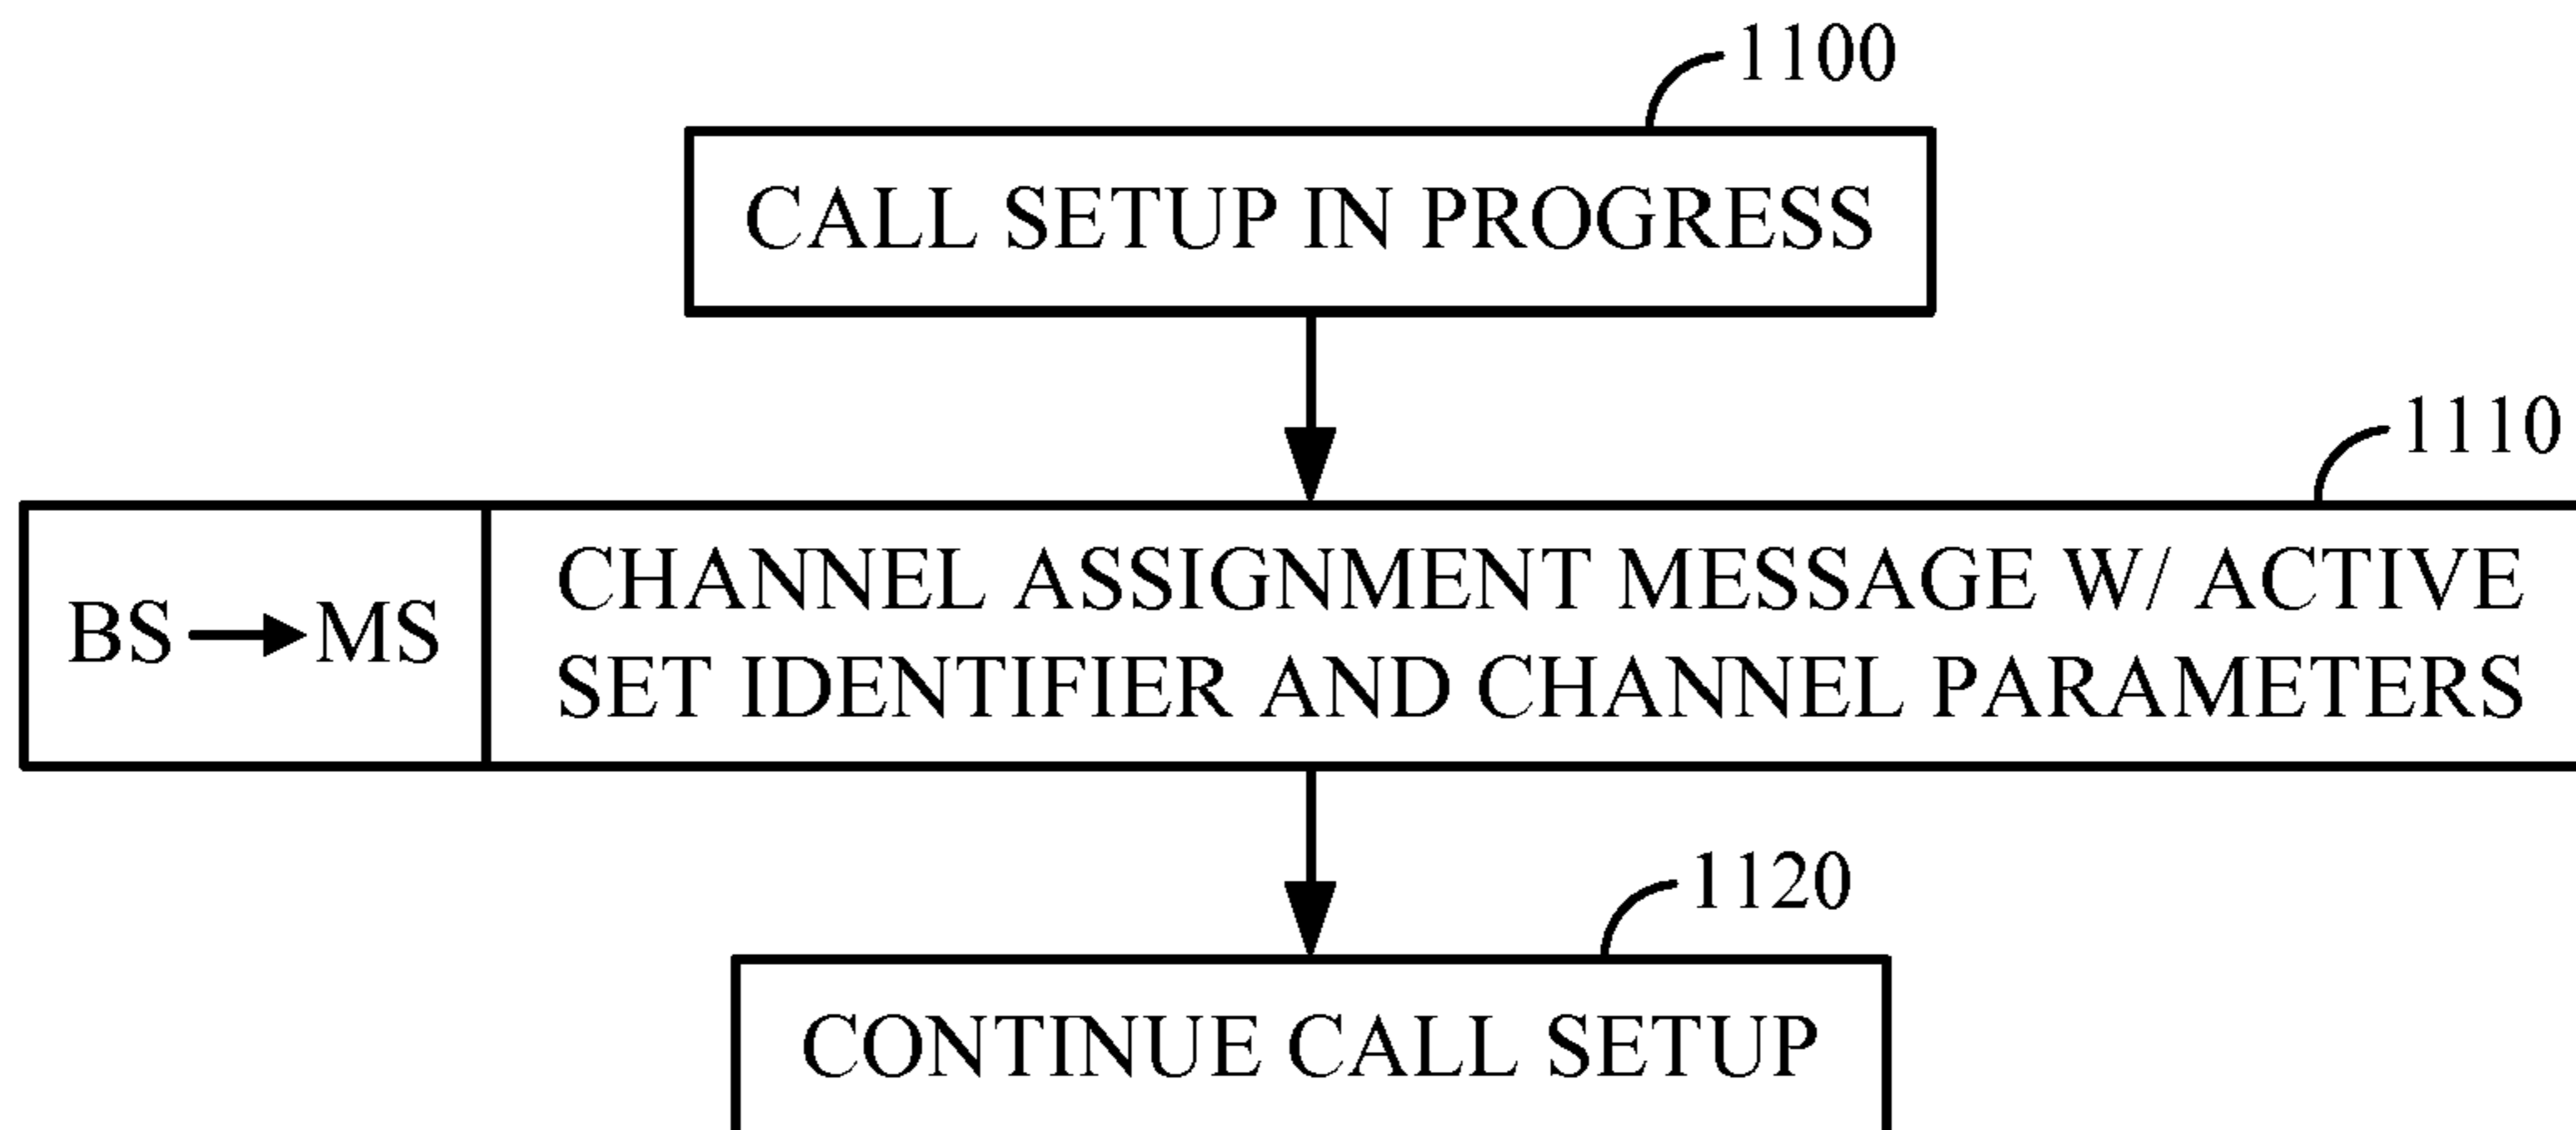 1100
CALL SETUP IN PROGRESS
1110
BS → MS
CHANNEL ASSIGNMENT MESSAGE W/ ACTIVE
SET IDENTIFIER AND CHANNEL PARAMETERS
1120
CONTINUE CALL SETUP